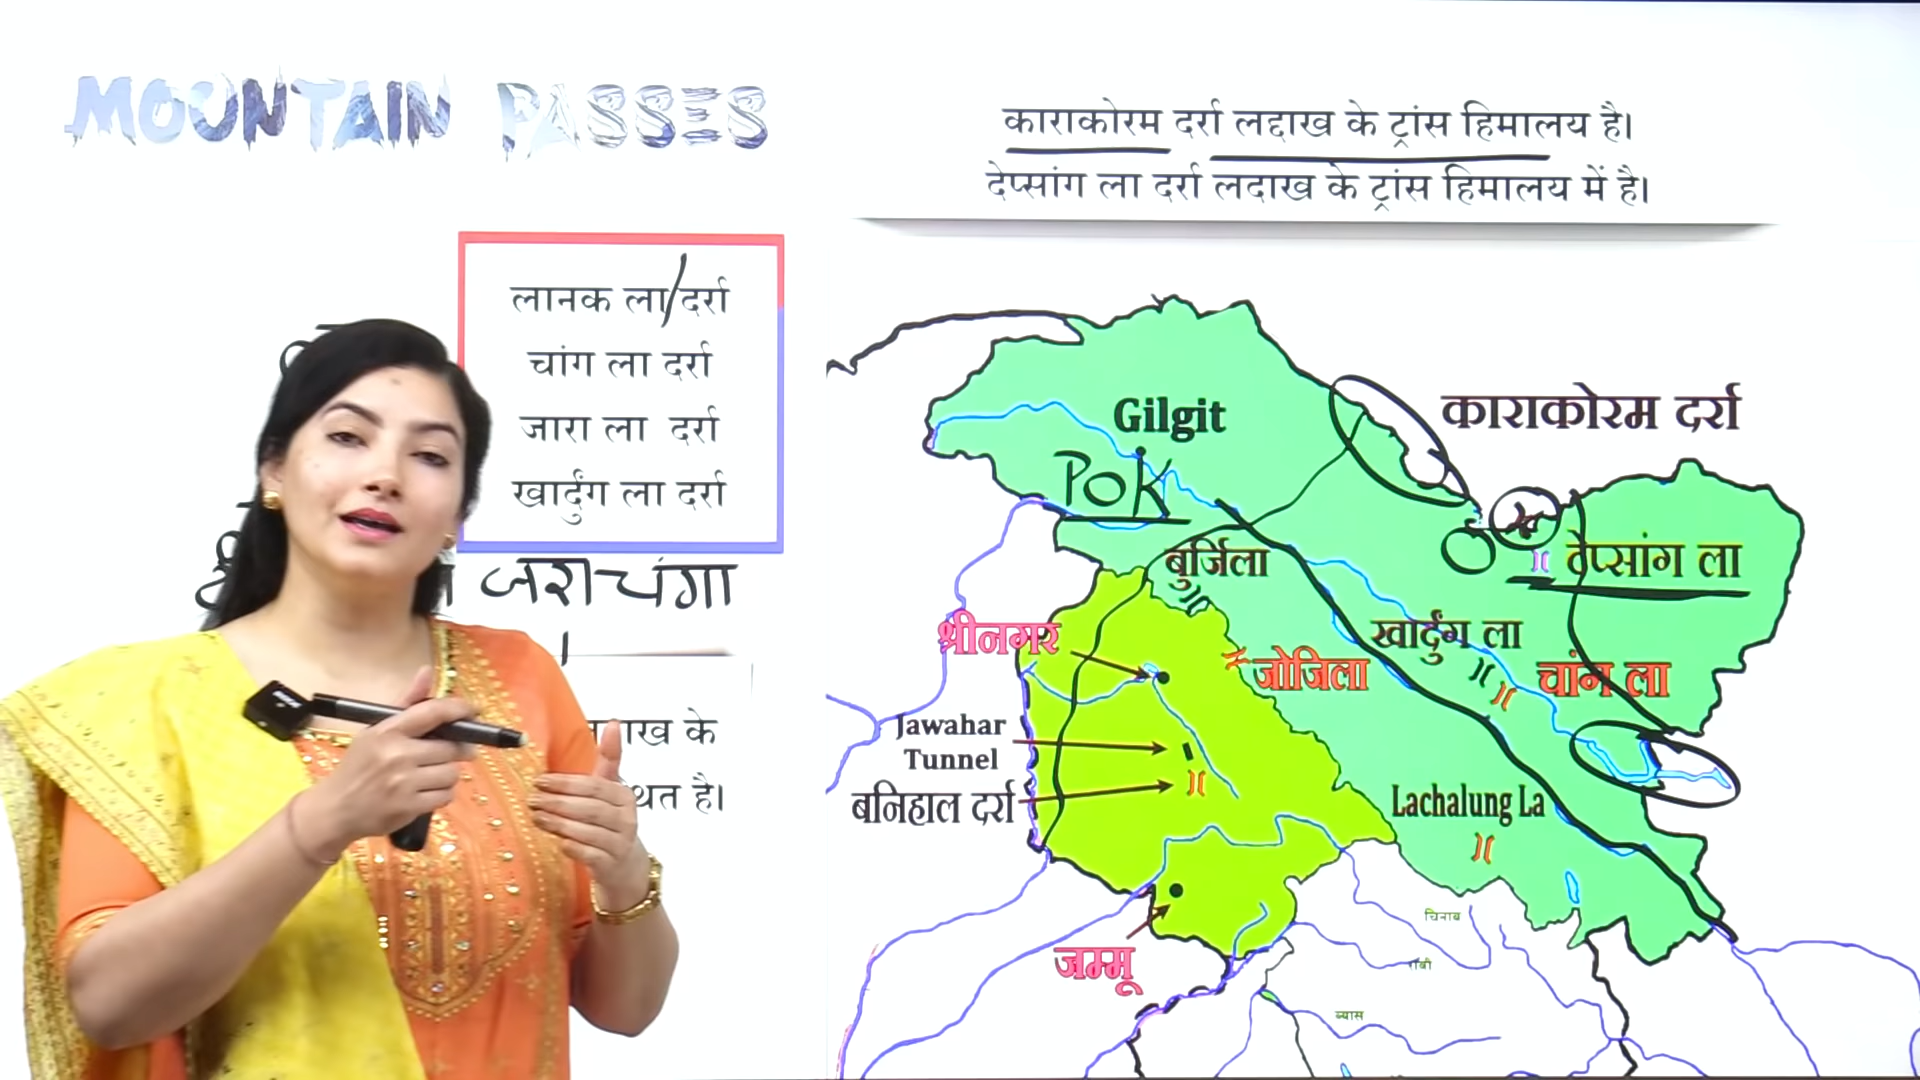 MOUNTAIN PASSES
काराकोरम दर्रा लद्दाख के ट्रांस हिमालय है।
देप्सांग ला दर्रा लदाख के ट्रांस हिमालय में है।
लानक ला/दर्रा
चांग ला दर्रा
जारा ला दर्रा
खार्दुंग ला दर्रा
जराचंगा
के
है।
Gilgit
POK
काराकोरम दर्रा
देप्सांग ला
बुर्जिला
श्रीनगर
जोजिला
खार्दुंग ला
चांग ला
Jawahar
Tunnel
बनिहाल दर्रा
Lachalung La
जम्मू
चिनाब
रावी
ब्यास